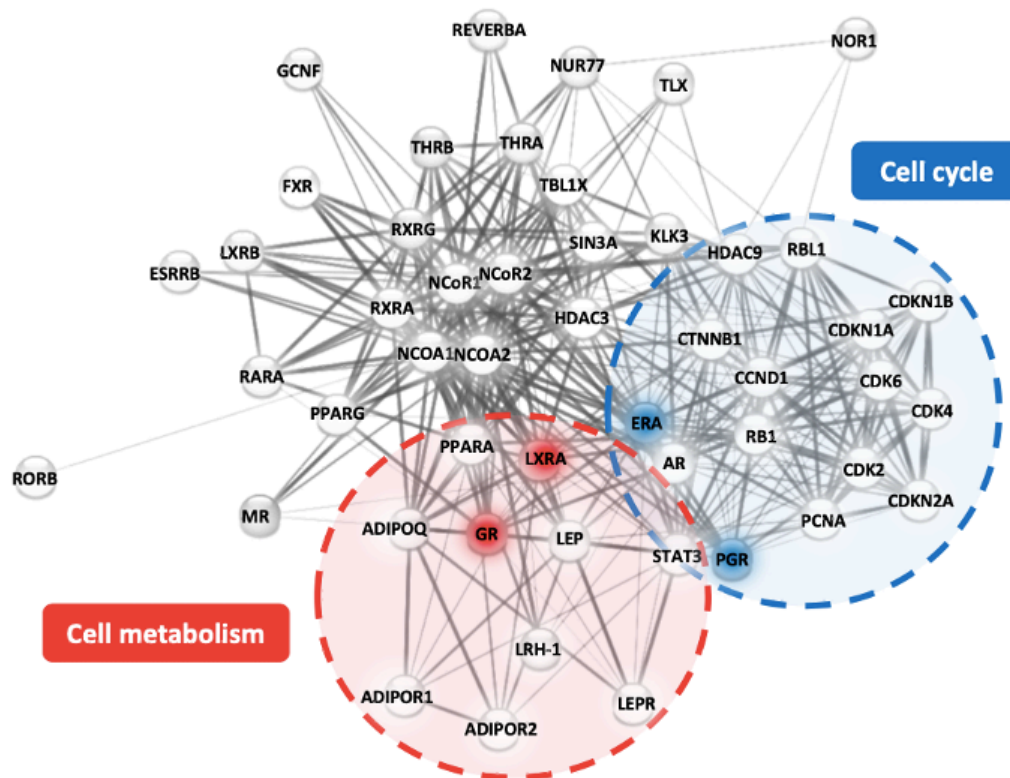 REVERBA
NOR1
GCNF
NUR77
TLX
THRB
THRA
Cell cycle
FXR
TBL1X
RXRG
SIN3A
KLK3
HDAC9
RBL1
LXRB
ESRRB
NCoR1
NCoR2
CDKN1B
RXRA
HDAC3
CTNNB1
CDKN1A
NCOA1
NCOA2
RARA
CCND1
CDK6
PPARG
ERA
CDK4
PPARA
LXRA
AR
RB1
RORB
CDK2
MR
ADIPOQ
GR
LEP
STAT3
PGR
PCNA
CDKN2A
Cell metabolism
LRH-1
ADIPOR1
ADIPOR2
LEPR